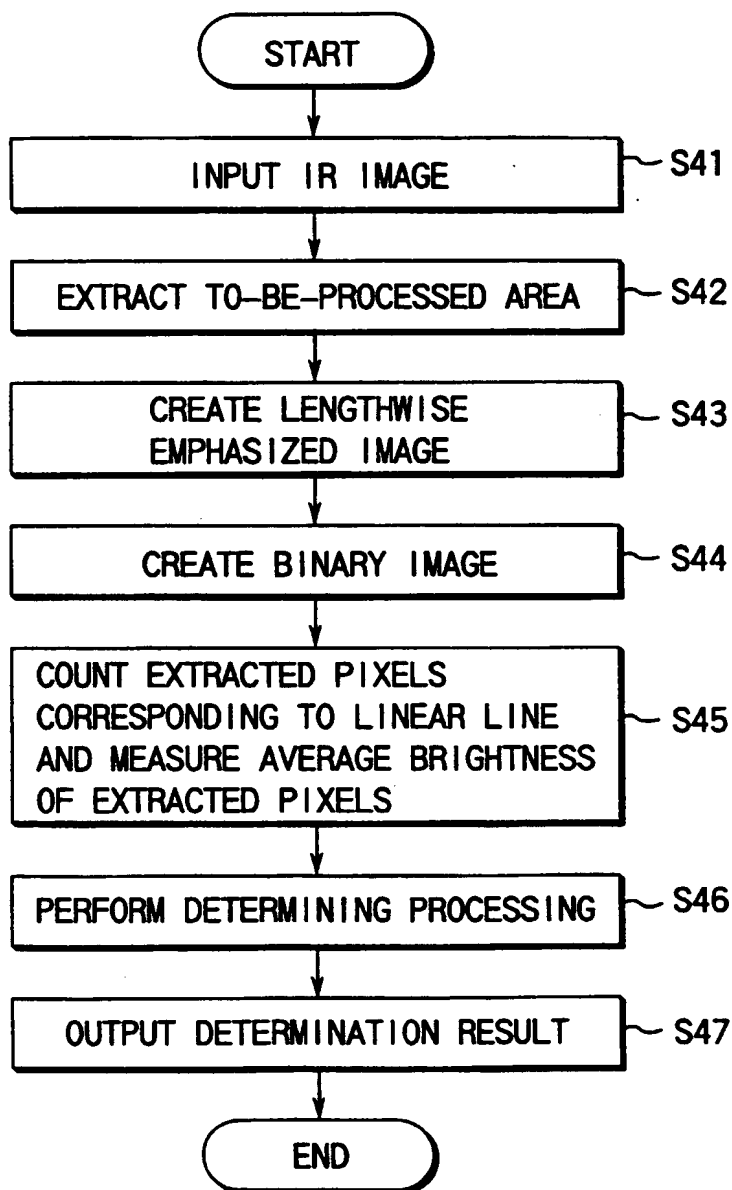 START
INPUT IR IMAGE
S41
EXTRACT TO-BE-PROCESSED AREA
S42
CREATE LENGTHWISE
EMPHASIZED IMAGE
S43
CREATE BINARY IMAGE
S44
COUNT EXTRACTED PIXELS
CORRESPONDING TO LINEAR LINE
AND MEASURE AVERAGE BRIGHTNESS
OF EXTRACTED PIXELS
S45
PERFORM DETERMINING PROCESSING
S46
OUTPUT DETERMINATION RESULT
S47
END